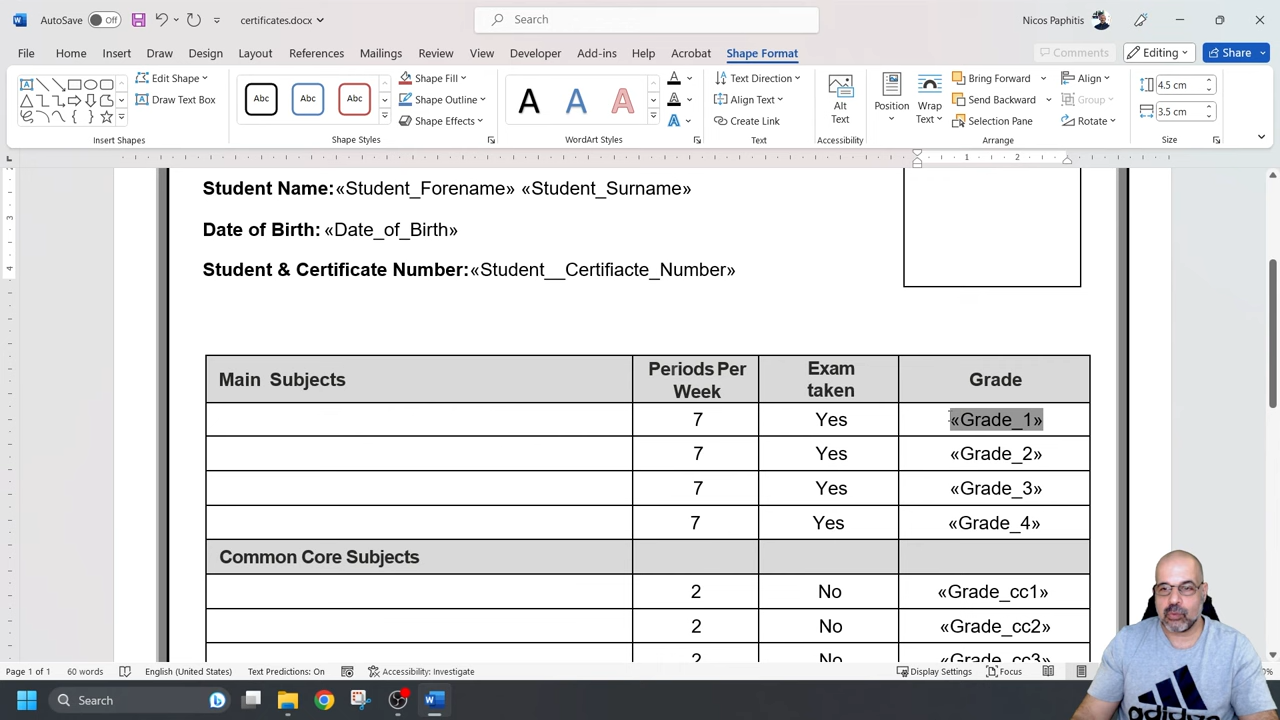 AutoSave Off certificates.docx Search Nicos Paphitis
File Home Insert Draw Design Layout References Mailings Review View Developer Add-ins Help Acrobat Shape Format Comments Editing Share
Edit Shape
Draw Text Box
Insert Shapes
Abc Abc Abc
Shape Fill
Shape Outline
Shape Effects
Shape Styles
A A A
WordArt Styles
Text Direction
Align Text
Create Link
Text
Alt
Text
Accessibility
Position
Wrap
Text
Bring Forward
Send Backward
Selection Pane
Align
Group
Rotate
Arrange
4.5 cm
3.5 cm
Size
1 2
Student Name:«Student_Forename» «Student_Surname»
Date of Birth: «Date_of_Birth»
Student & Certificate Number:«Student__Certifiacte_Number»
Main Subjects Periods Per Week Exam taken Grade
7 Yes «Grade_1»
7 Yes «Grade_2»
7 Yes «Grade_3»
7 Yes «Grade_4»
Common Core Subjects
2 No «Grade_cc1»
2 No «Grade_cc2»
2 No «Grade_cc3»
Page 1 of 1 60 words English (United States) Text Predictions: On Accessibility: Investigate Display Settings Focus
Search
adidas